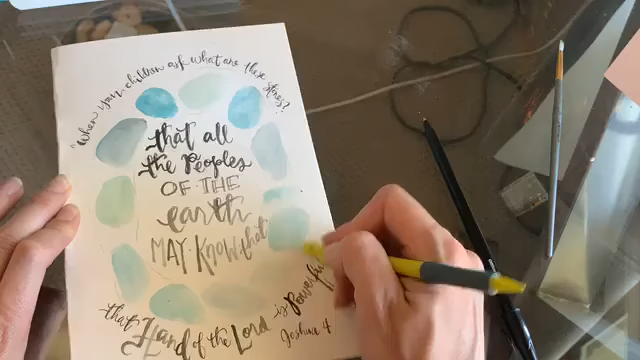 "When your children ask what are these stones?
that all
the Peoples
OF THE
earth
MAY KNOW that
that Hand of the Lord is Powerful
Joshua 4